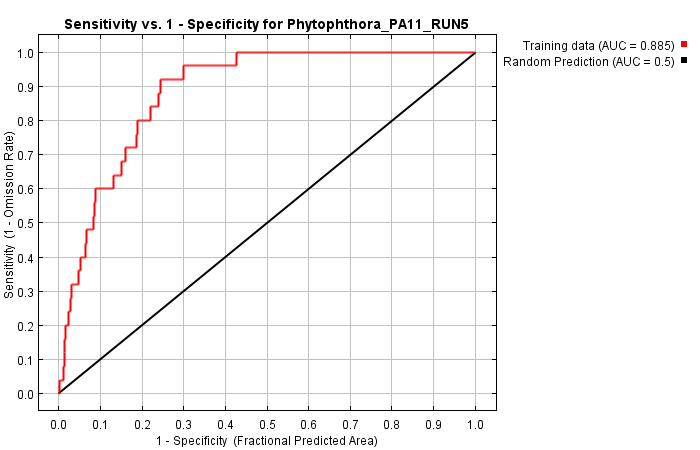 Sensitivity vs. 1 - Specificity for Phytophthora_PA11_RUN5
Training data (AUC = 0.885)
Random Prediction (AUC = 0.5)
Sensitivity (1 - Omission Rate)
1.0
0.9
0.8
0.7
0.6
0.5
0.4
0.3
0.2
0.1
0.0
0.0 0.1 0.2 0.3 0.4 0.5 0.6 0.7 0.8 0.9 1.0
1 - Specificity (Fractional Predicted Area)